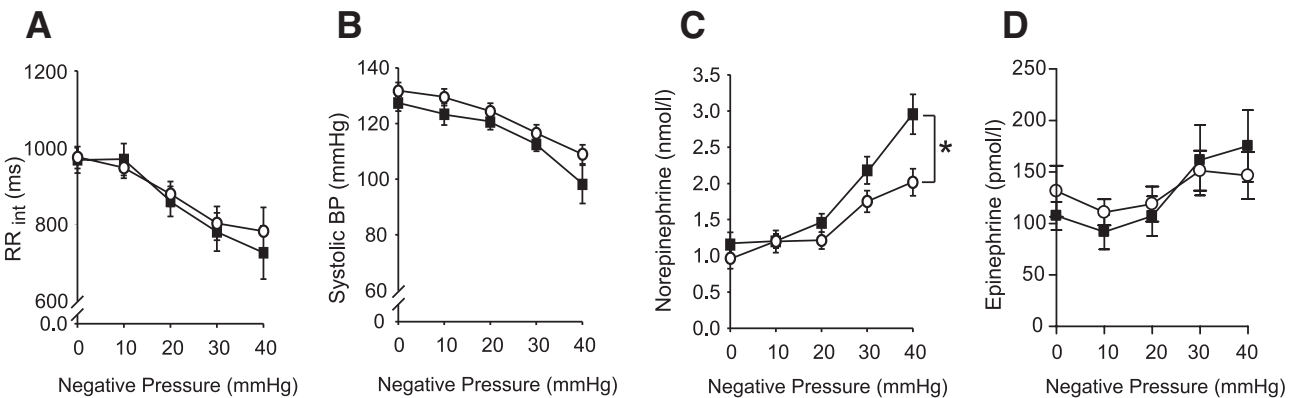 A
RR int (ms)
1200
1000
800
600
0.0
0 10 20 30 40
Negative Pressure (mmHg)
B
Systolic BP (mmHg)
140
120
100
80
60
0
0 10 20 30 40
Negative Pressure (mmHg)
C
Norepinephrine (nmol/l)
3.5
3.0
2.5
2.0
1.5
1.0
0.5
0.0
*
0 10 20 30 40
Negative Pressure (mmHg)
D
Epinephrine (pmol/l)
250
200
150
100
50
0
0 10 20 30 40
Negative Pressure (mmHg)